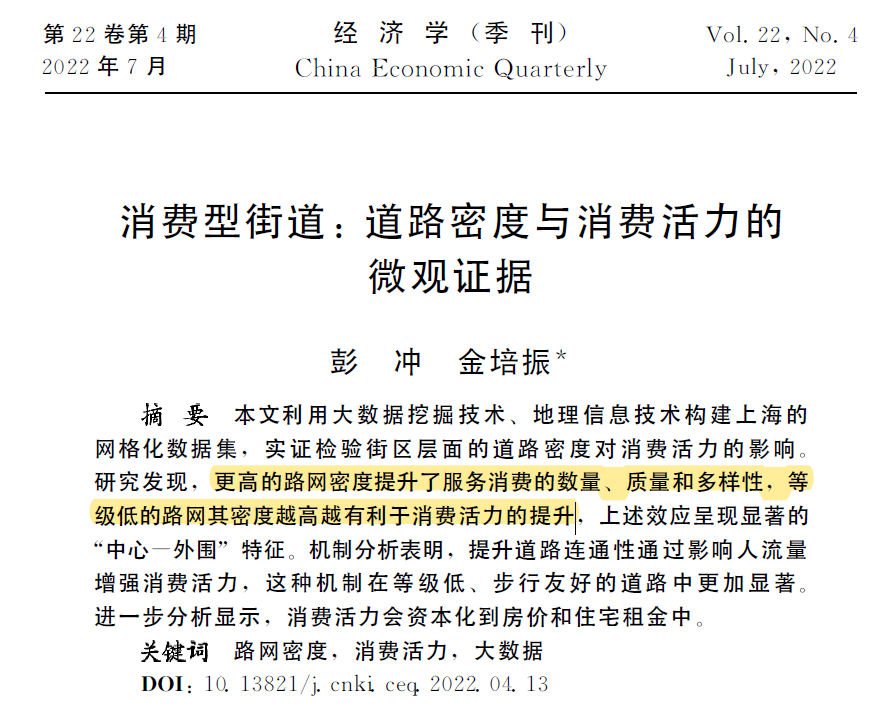 第 22 卷第 4 期
经 济 学 （季 刊）
Vol. 22, No. 4
2022 年 7 月
China Economic Quarterly
July, 2022
消费型街道：道路密度与消费活力的
微观证据
彭 冲 金培振*
摘 要 本文利用大数据挖掘技术、地理信息技术构建上海的
网格化数据集，实证检验街区层面的道路密度对消费活力的影响。
研究发现，更高的路网密度提升了服务消费的数量、质量和多样性，等
级低的路网其密度越高越有利于消费活力的提升，上述效应呈现显著的
“中心—外围”特征。机制分析表明，提升道路连通性通过影响人流量
增强消费活力，这种机制在等级低、步行友好的道路中更加显著。
进一步分析显示，消费活力会资本化到房价和住宅租金中。
关键词 路网密度，消费活力，大数据
DOI: 10. 13821/j. cnki. ceq. 2022. 04. 13